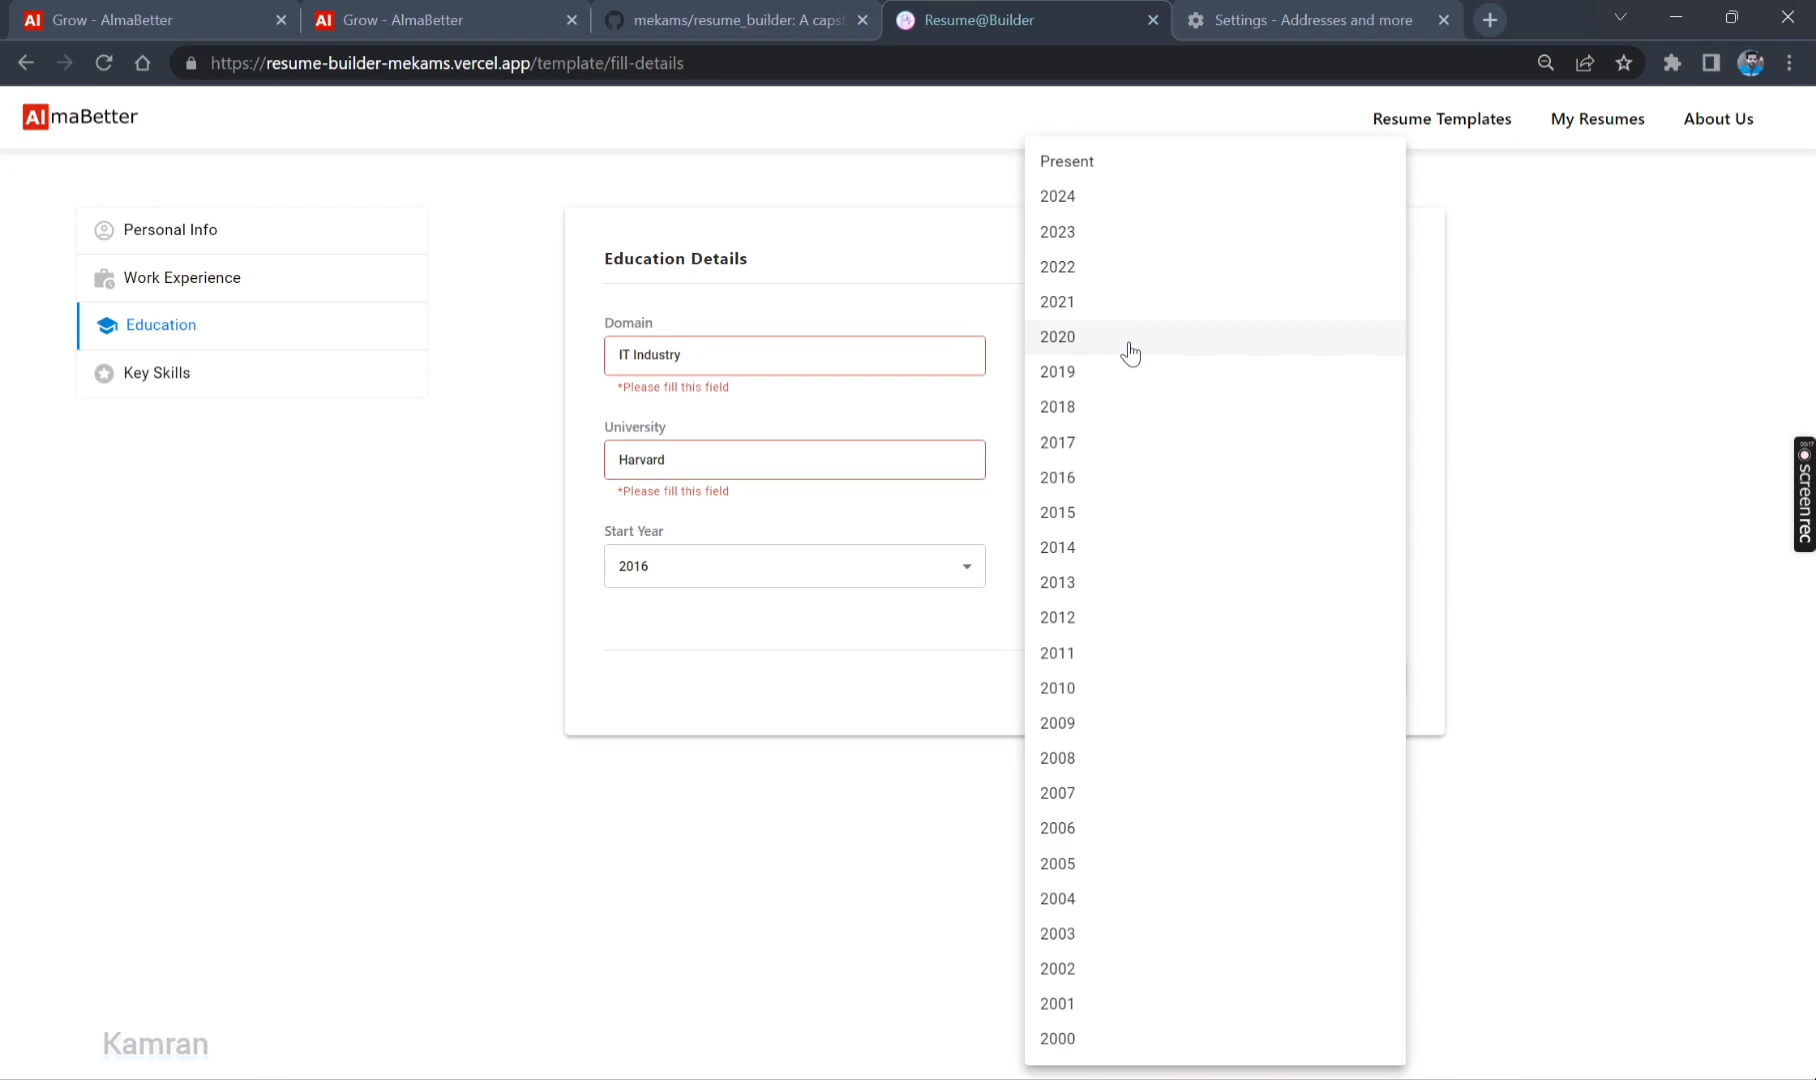 Grow - AlmaBetter
Grow - AlmaBetter
mekams/resume_builder: A caps
Resume@Builder
Settings - Addresses and more
https://resume-builder-mekams.vercel.app/template/fill-details
AlmaBetter
Resume Templates
My Resumes
About Us
Personal Info
Work Experience
Education
Key Skills
Education Details
Domain
IT Industry
*Please fill this field
University
Harvard
*Please fill this field
Start Year
2016
Present
2024
2023
2022
2021
2020
2019
2018
2017
2016
2015
2014
2013
2012
2011
2010
2009
2008
2007
2006
2005
2004
2003
2002
2001
2000
screenrec
Kamran